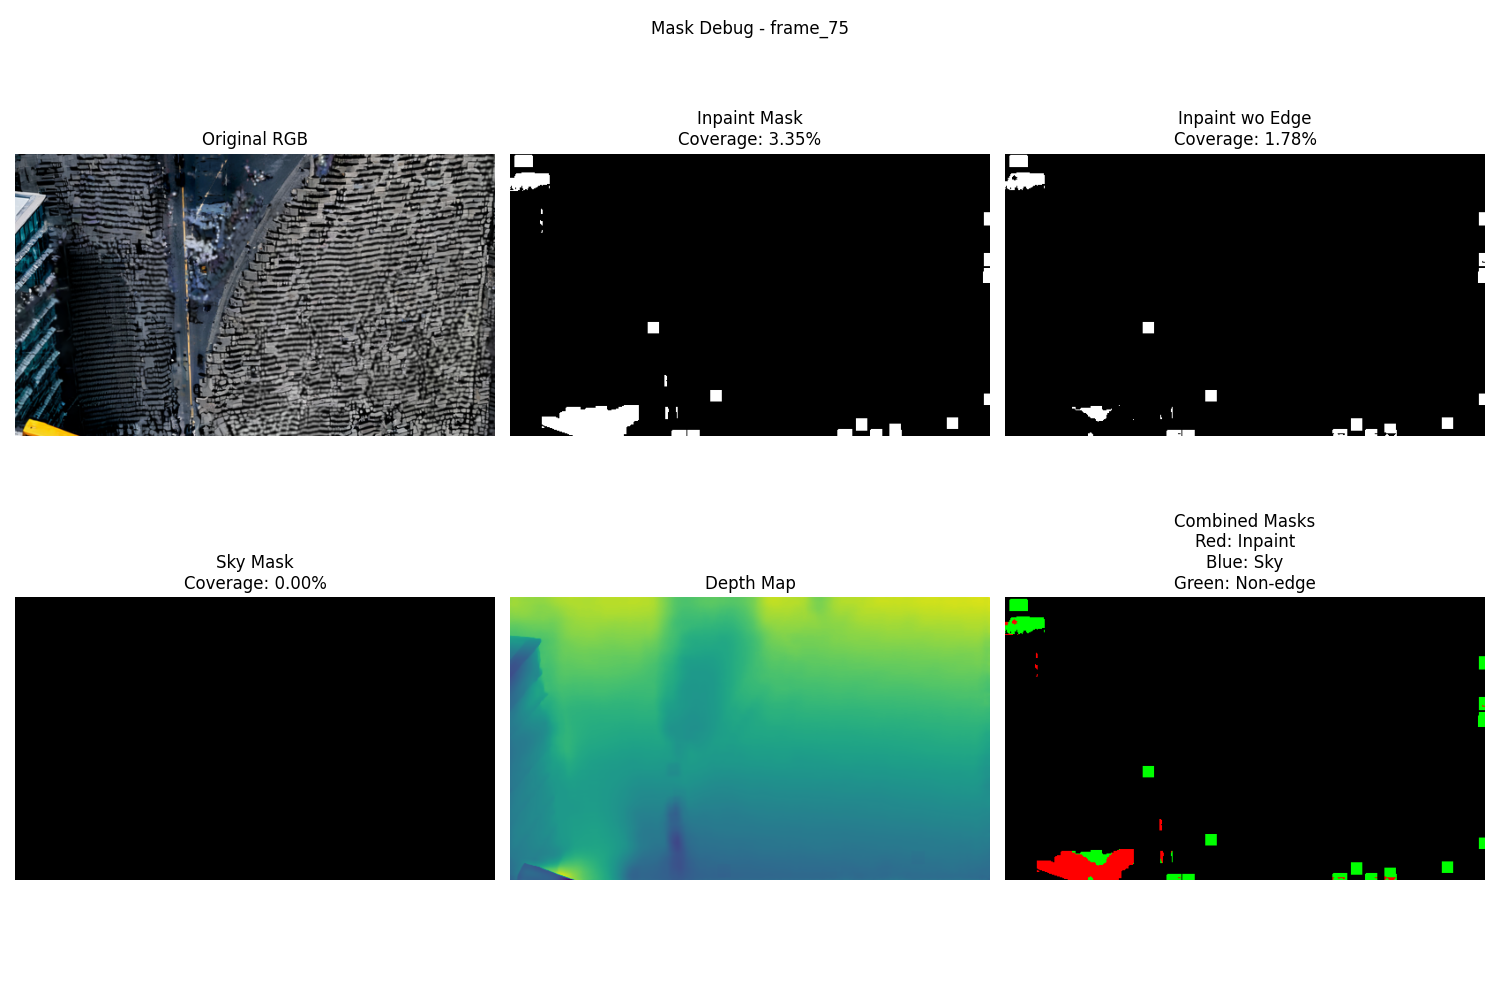 Mask Debug - frame_75
Original RGB
Inpaint Mask
Coverage: 3.35%
Inpaint wo Edge
Coverage: 1.78%
Sky Mask
Coverage: 0.00%
Depth Map
Combined Masks
Red: Inpaint
Blue: Sky
Green: Non-edge